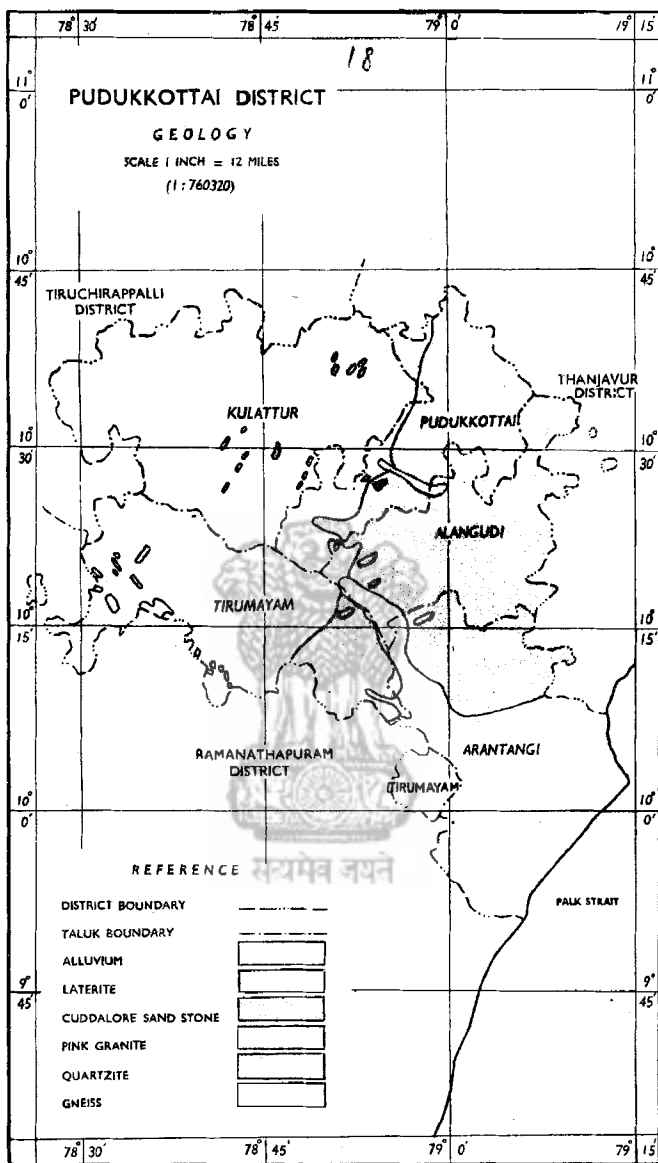 78° 30' 78° 45' 79° 0' 79° 15'
18
11° 0' 11° 0'
PUDUKKOTTAI DISTRICT
GEOLOGY
SCALE 1 INCH = 12 MILES
(1:760320)
10° 45' 10° 45'
TIRUCHIRAPPALLI
DISTRICT
THANJAVUR
DISTRICT
KULATTUR
PUDUKKOTTAI
10° 30' 10° 30'
ALANGUDI
TIRUMAYAM
10° 15' 10° 15'
RAMANATHAPURAM
DISTRICT
ARANTANGI
TIRUMAYAM
10° 0' 10° 0'
सत्यमेव जयते
REFERENCE
DISTRICT BOUNDARY
PALK STRAIT
TALUK BOUNDARY
ALLUVIUM
LATERITE
9° 45' 9° 45'
CUDDALORE SAND STONE
PINK GRANITE
QUARTZITE
GNEISS
78° 30' 78° 45' 79° 0' 79° 15'